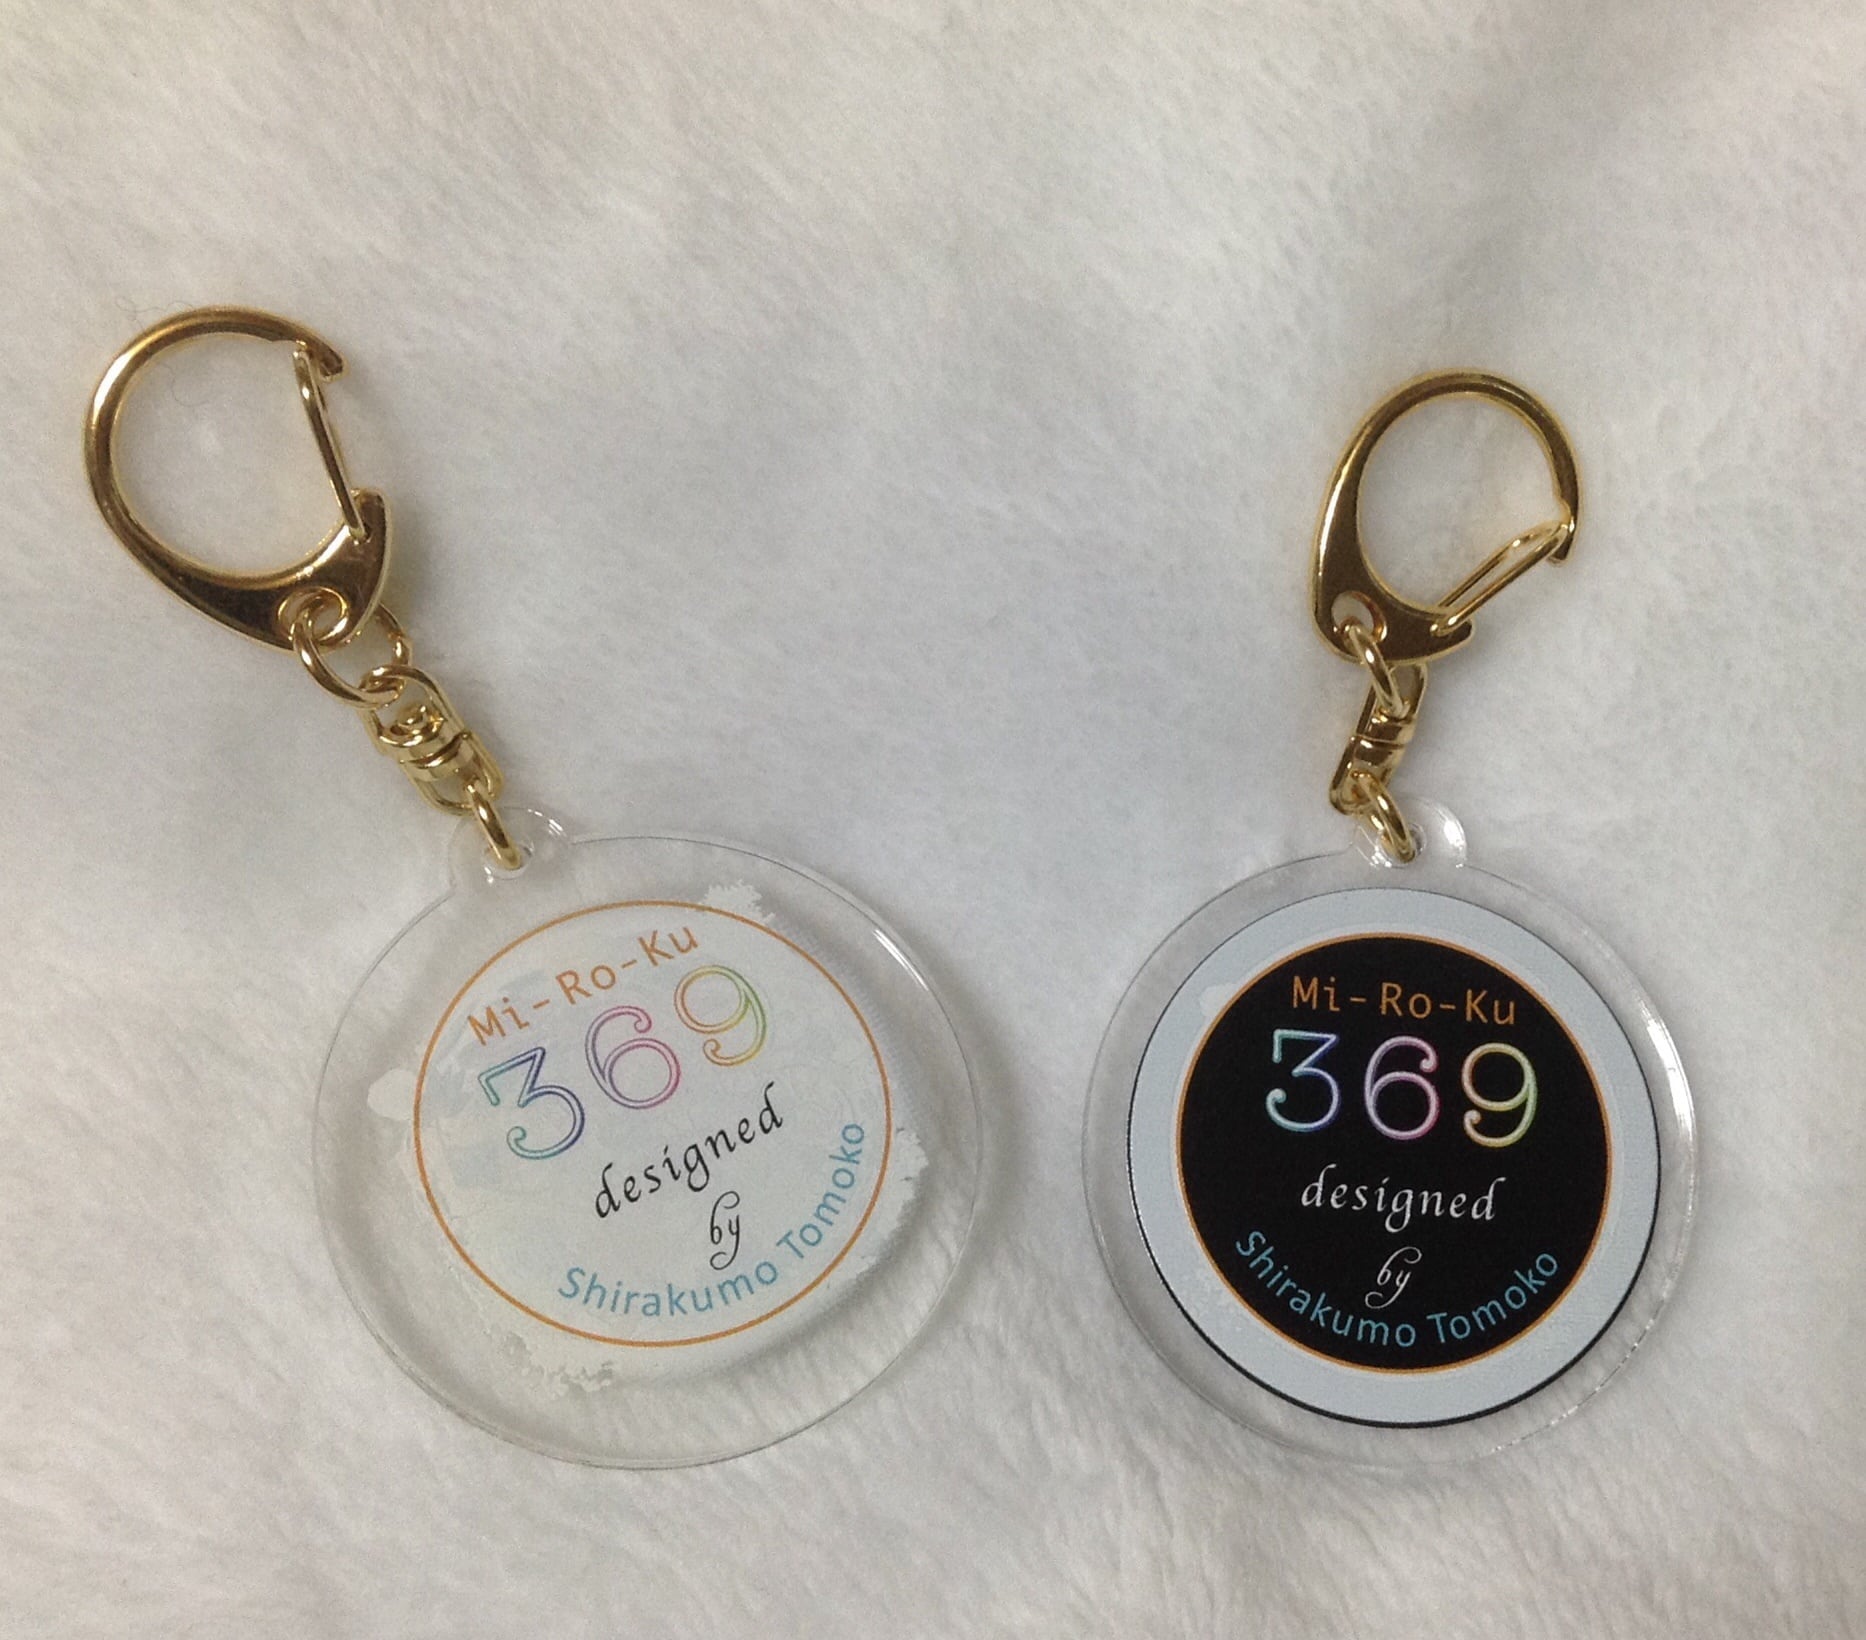 Mi-Ro-Ku
369
designed
by
Shirakumo Tomoko
Mi-Ro-Ku
369
designed
by
Shirakumo Tomoko